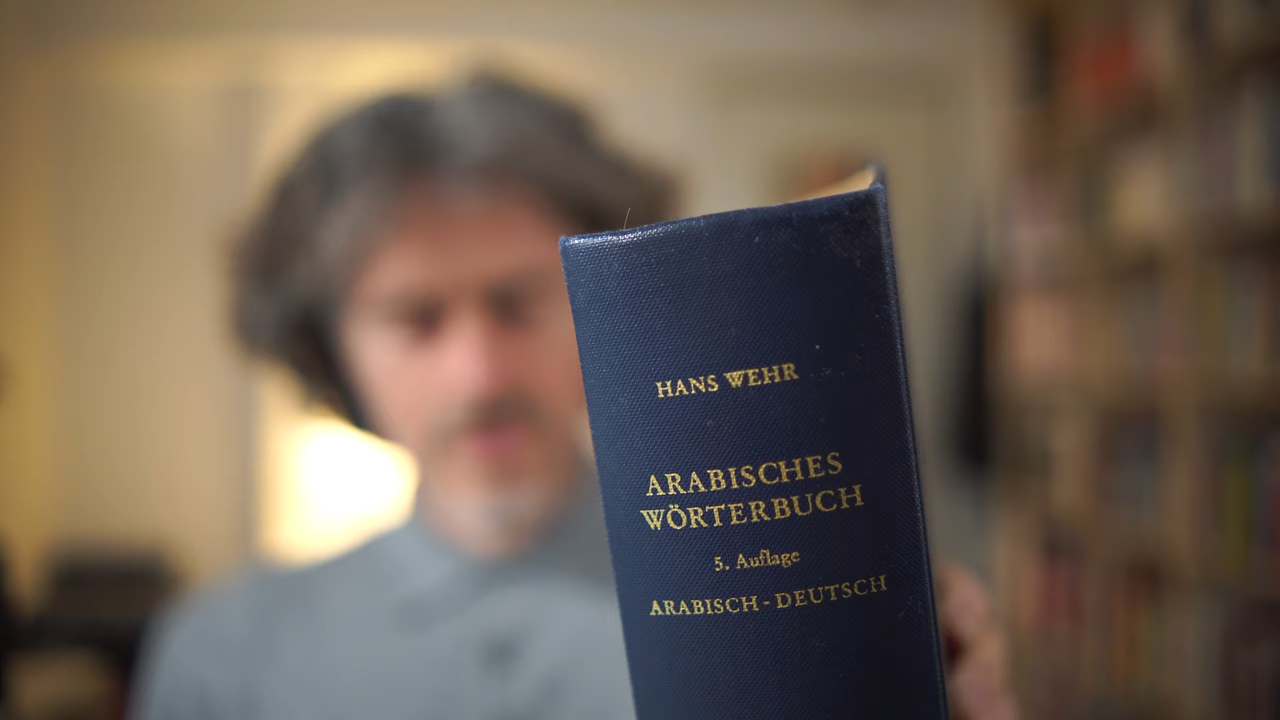 HANS WEHR
ARABISCHES
WÖRTERBUCH
5. Auflage
ARABISCH - DEUTSCH